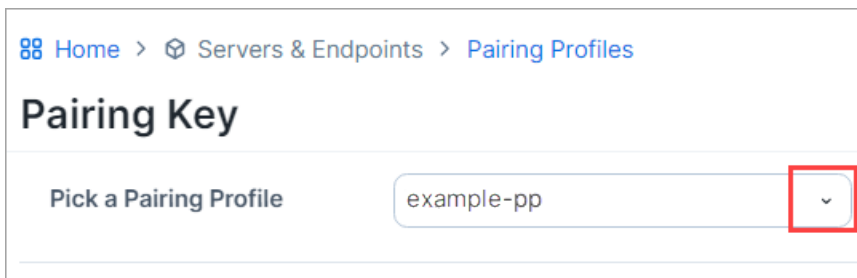 Home > Servers & Endpoints > Pairing Profiles
Pairing Key
Pick a Pairing Profile example-pp